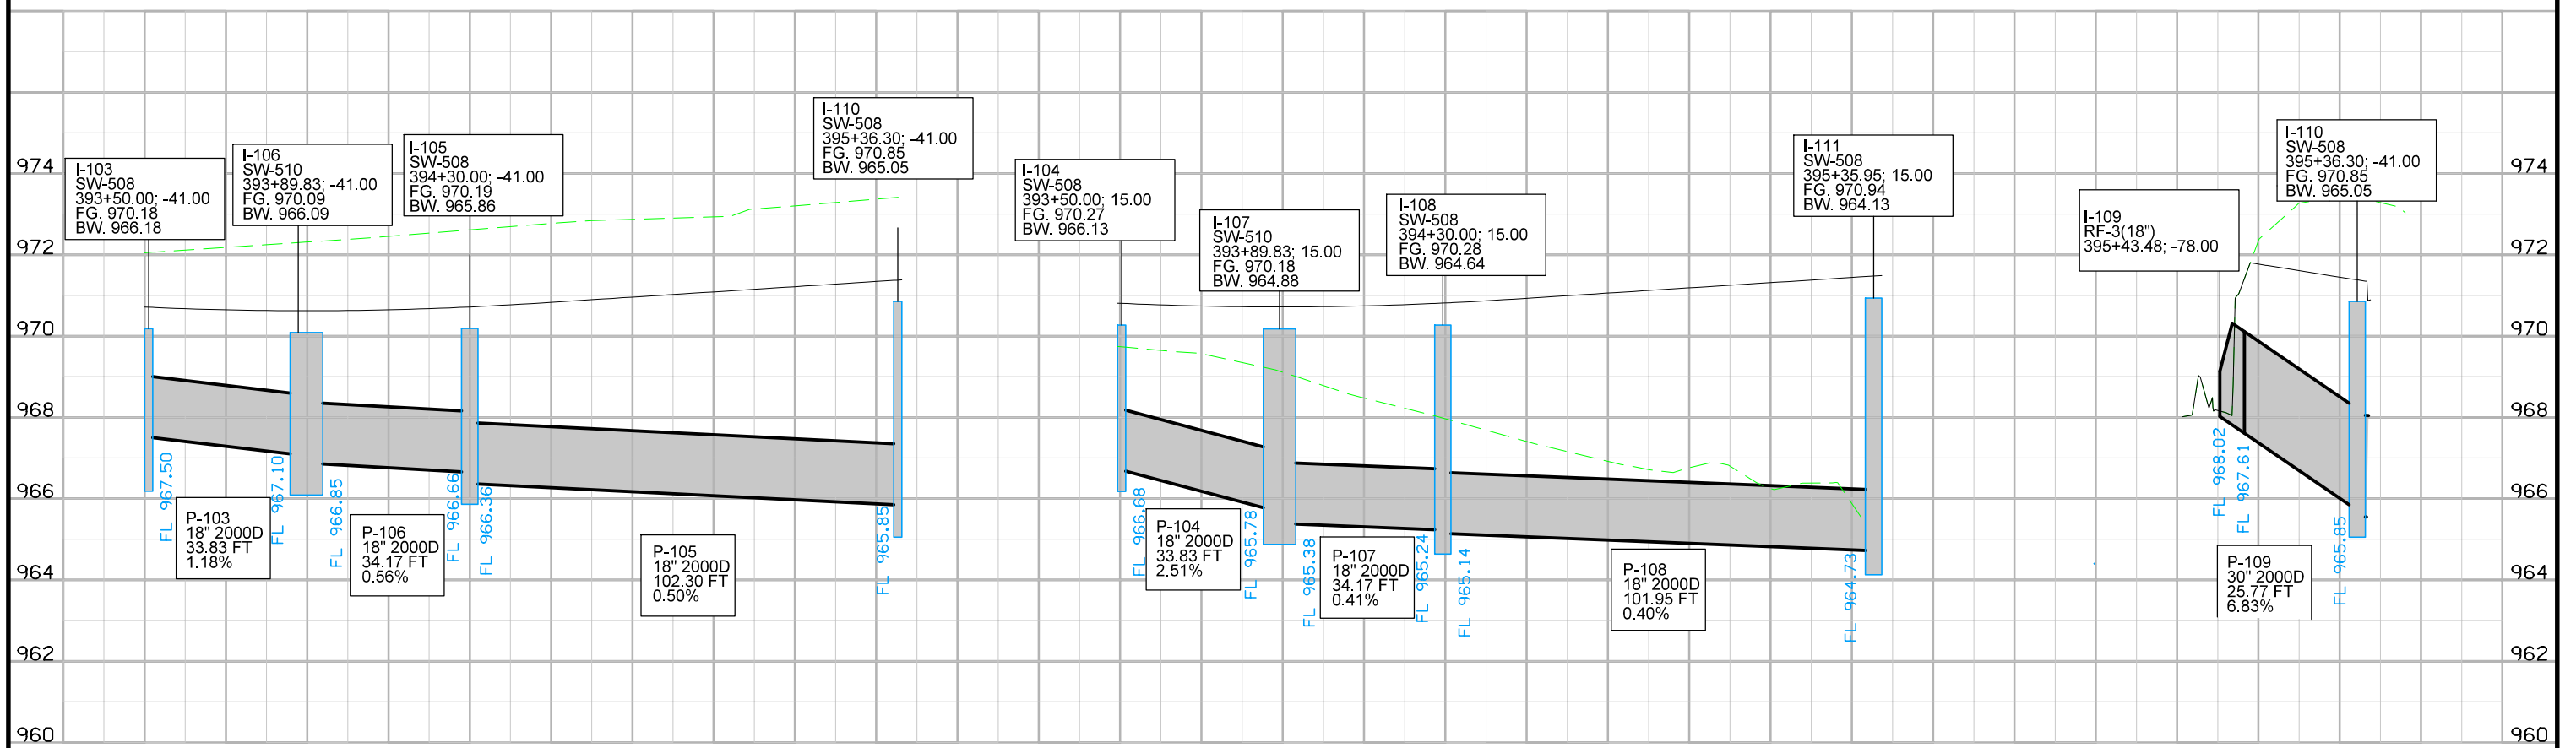 I-103
SW-508
393+50.00; -41.00
FG. 970.18
BW. 966.18
I-106
SW-510
393+89.83; -41.00
FG. 970.09
BW. 966.09
I-105
SW-508
394+30.00; -41.00
FG. 970.19
BW. 965.86
I-110
SW-508
395+36.30; -41.00
FG. 970.85
BW. 965.05
I-104
SW-508
393+50.00; 15.00
FG. 970.27
BW. 966.13
I-107
SW-510
393+89.83; 15.00
FG. 970.18
BW. 964.88
I-108
SW-508
394+30.00; 15.00
FG. 970.28
BW. 964.64
I-111
SW-508
395+35.95; 15.00
FG. 970.94
BW. 964.13
I-109
RF-3(18")
395+43.48; -78.00
I-110
SW-508
395+36.30; -41.00
FG. 970.85
BW. 965.05
974
972
970
968
966
964
962
960
FL 967.50
P-103
18" 2000D
33.83 FT
1.18%
FL 967.10
FL 966.85
P-106
18" 2000D
34.17 FT
0.56%
FL 966.66
FL 966.36
P-105
18" 2000D
102.30 FT
0.50%
FL 965.85
FL 966.68
P-104
18" 2000D
33.83 FT
2.51%
FL 965.78
FL 965.38
P-107
18" 2000D
34.17 FT
0.41%
FL 965.24
FL 965.14
P-108
18" 2000D
101.95 FT
0.40%
FL 964.73
FL 968.02
FL 967.61
P-109
30" 2000D
25.77 FT
6.83%
FL 965.85
974
972
970
968
966
964
962
960